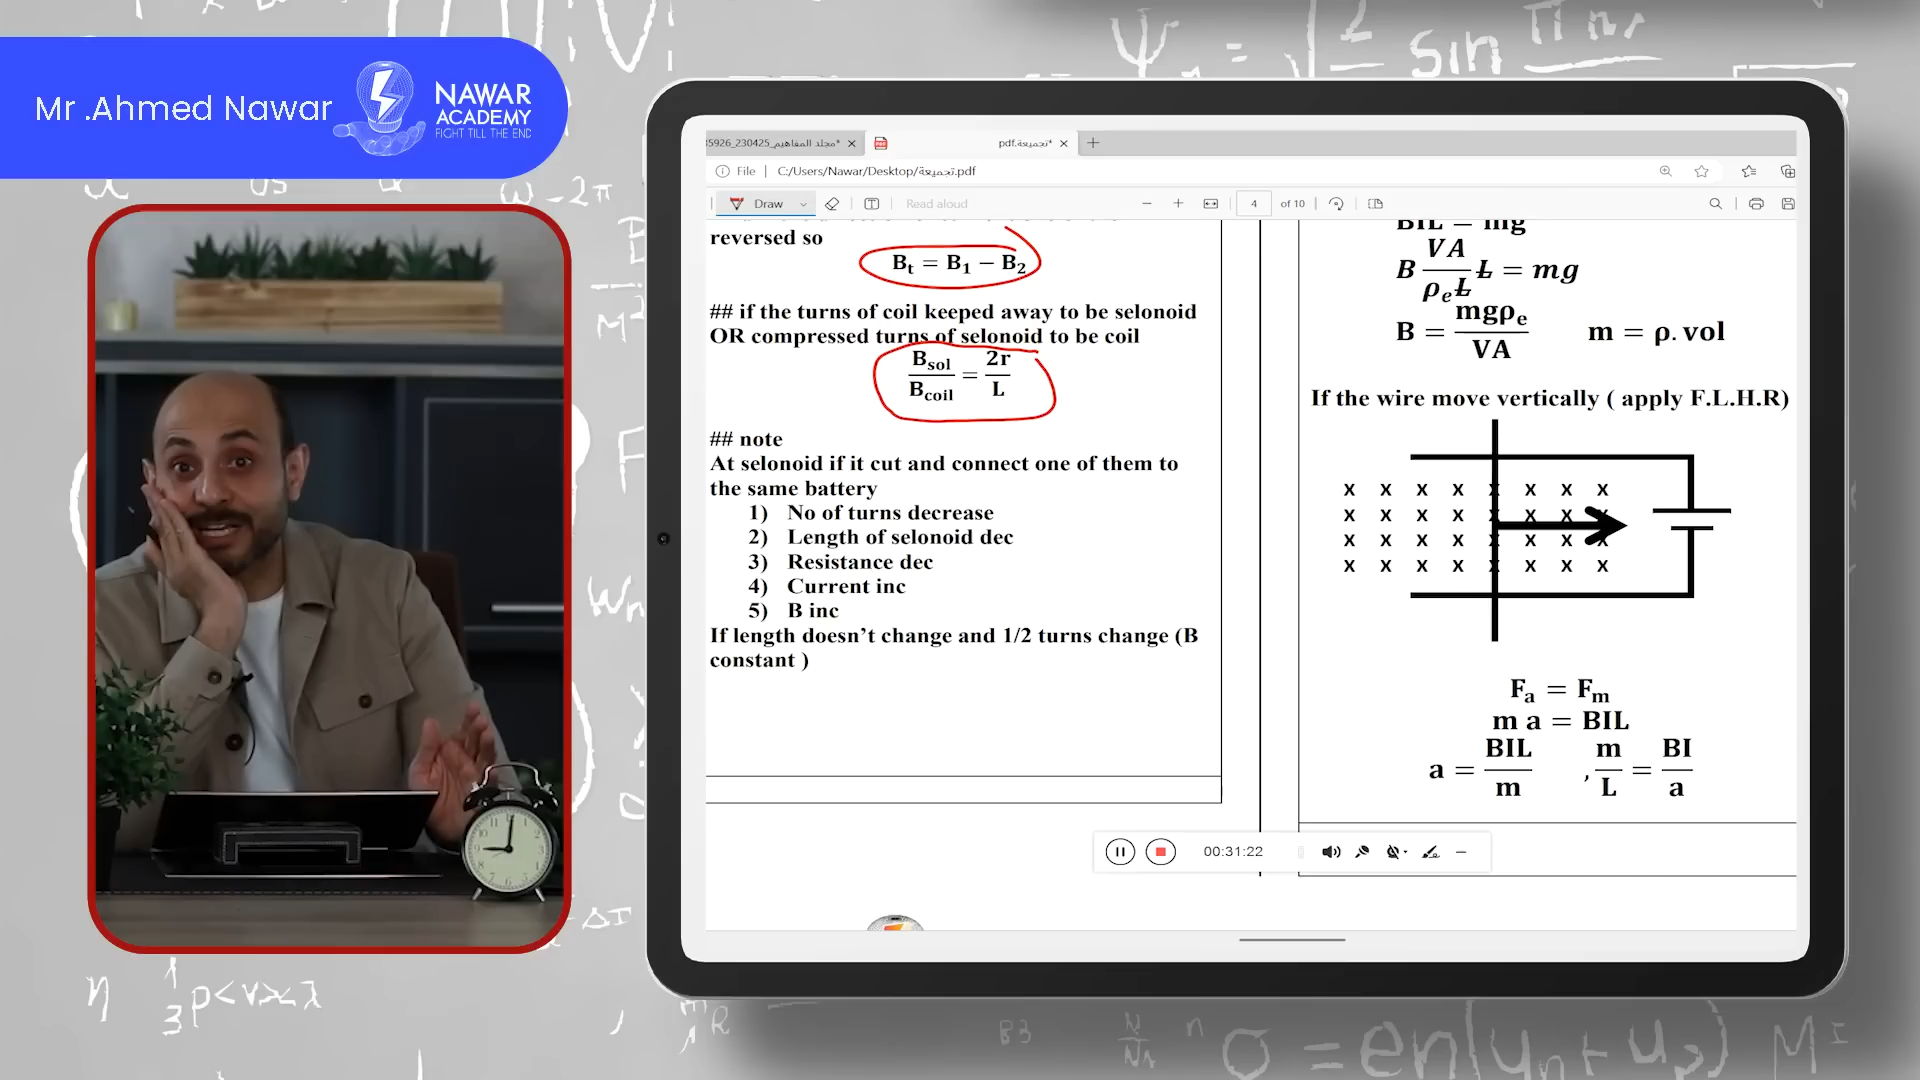 Mr .Ahmed Nawar
NAWAR
ACADEMY
FIGHT TILL THE END
تجميعة.pdf*
File
C:/Users/Nawar/Desktop/تجميعة.pdf
Draw
Read aloud
4
of 10
reversed so
Bt = B1 − B2
## if the turns of coil keeped away to be selonoid
OR compressed turns of selonoid to be coil
Bsol / Bcoil = 2r / L
## note
At selonoid if it cut and connect one of them to
the same battery
1) No of turns decrease
2) Length of selonoid dec
3) Resistance dec
4) Current inc
5) B inc
If length doesn’t change and 1/2 turns change (B
constant )
BIL = mg
B VA / ρeL L = mg
B = mgρe / VA m = ρ. vol
If the wire move vertically ( apply F.L.H.R)
x x x x x x x x
x x x x x x x x
x x x x x x x x
x x x x x x x x
Fa = Fm
m a = BIL
a = BIL / m , m / L = BI / a
00:31:22